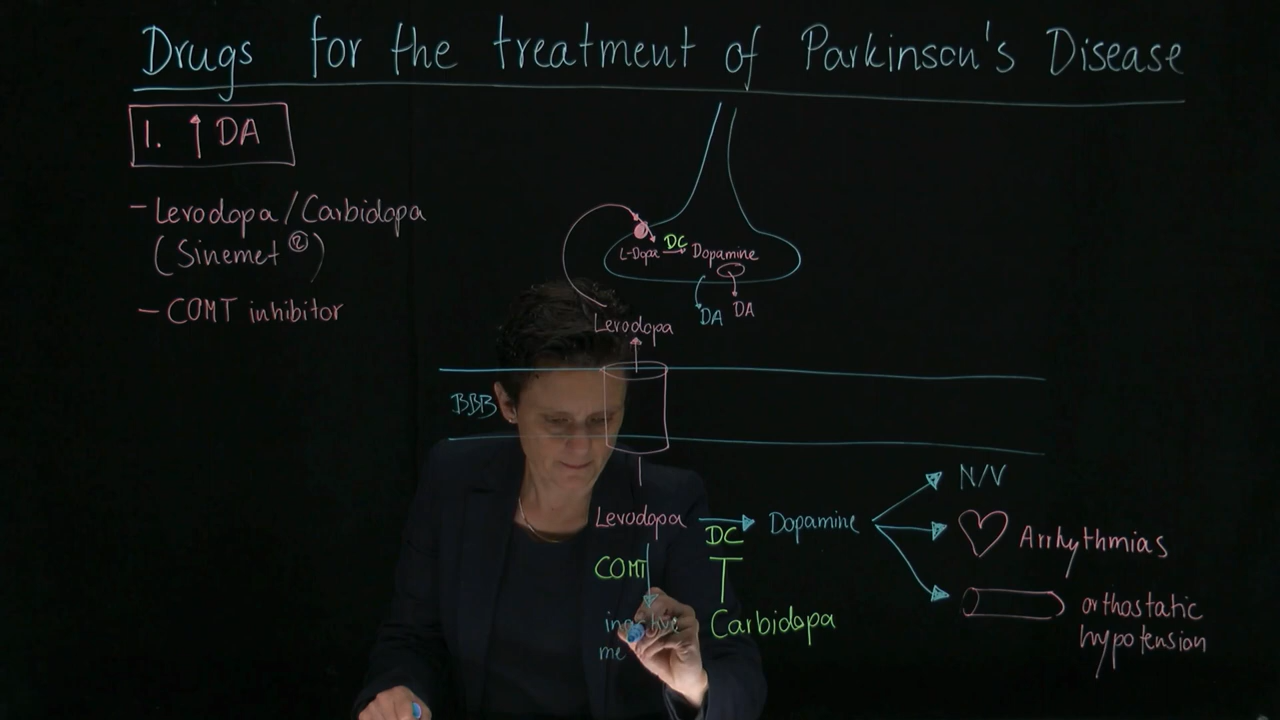 Drugs for the treatment of Parkinson's Disease
1. ↑ DA
- Levodopa/Carbidopa
(Sinemet ®)
- COMT inhibitor
L-Dopa DC Dopamine
DA DA
Levodopa
BBB
N/V
Levodopa → Dopamine
DC
Arrhythmias
COMT
Carbidopa
orthostatic
hypotension
me